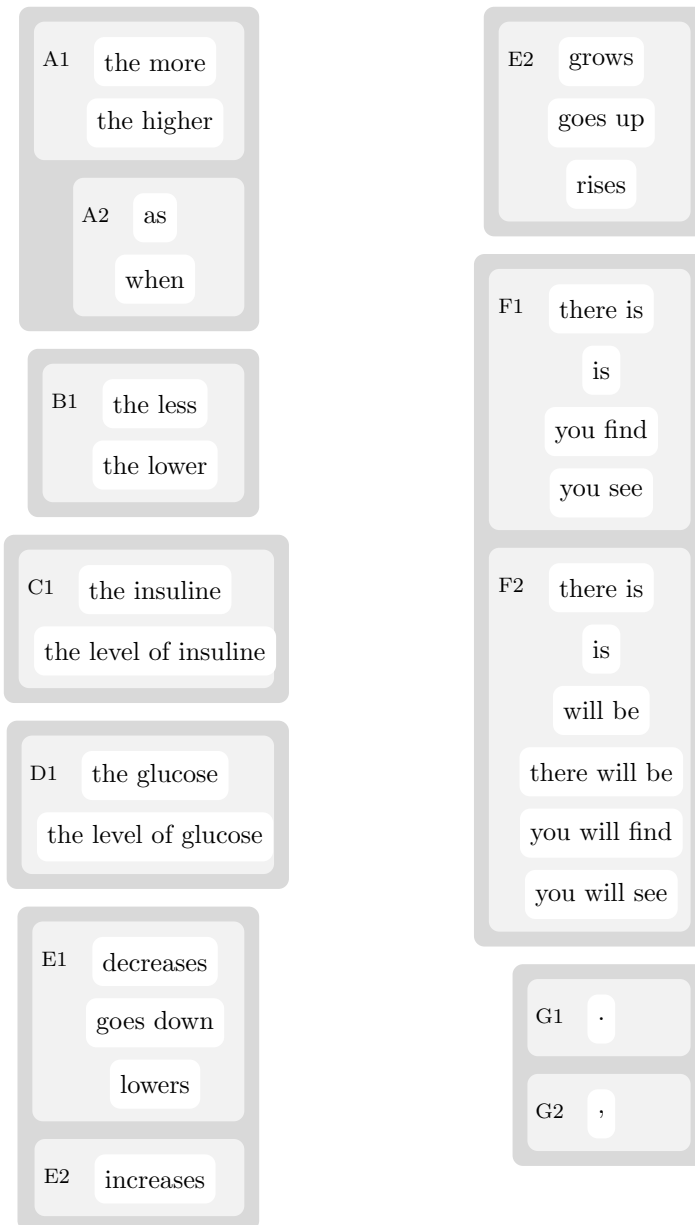 A1 the more
the higher
A2 as
when
B1 the less
the lower
C1 the insuline
the level of insuline
D1 the glucose
the level of glucose
E1 decreases
goes down
lowers
E2 increases
E2 grows
goes up
rises
F1 there is
is
you find
you see
F2 there is
is
will be
there will be
you will find
you will see
G1 .
G2 ,